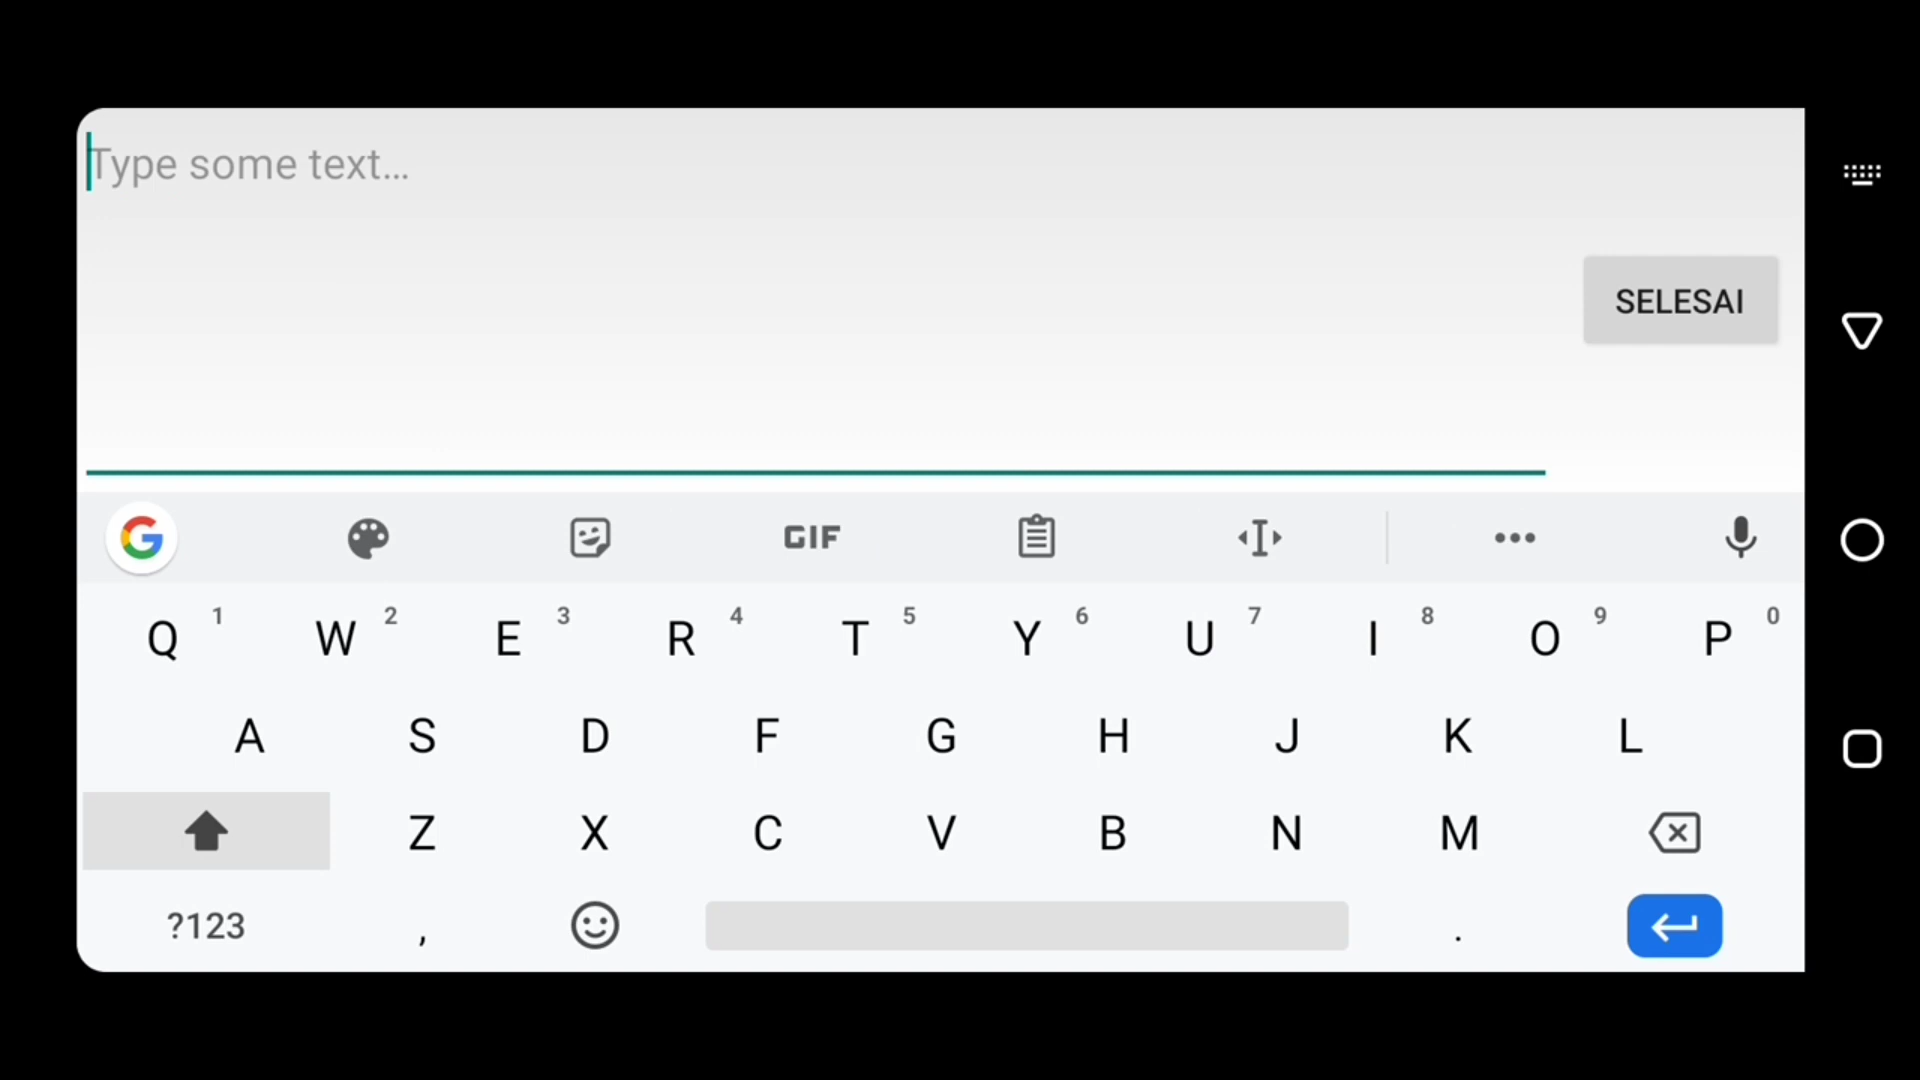 Type some text...
SELESAI
G GIF
Q 1 W 2 E 3 R 4 T 5 Y 6 U 7 I 8 O 9 P 0
A S D F G H J K L
Z X C V B N M
?123 , .